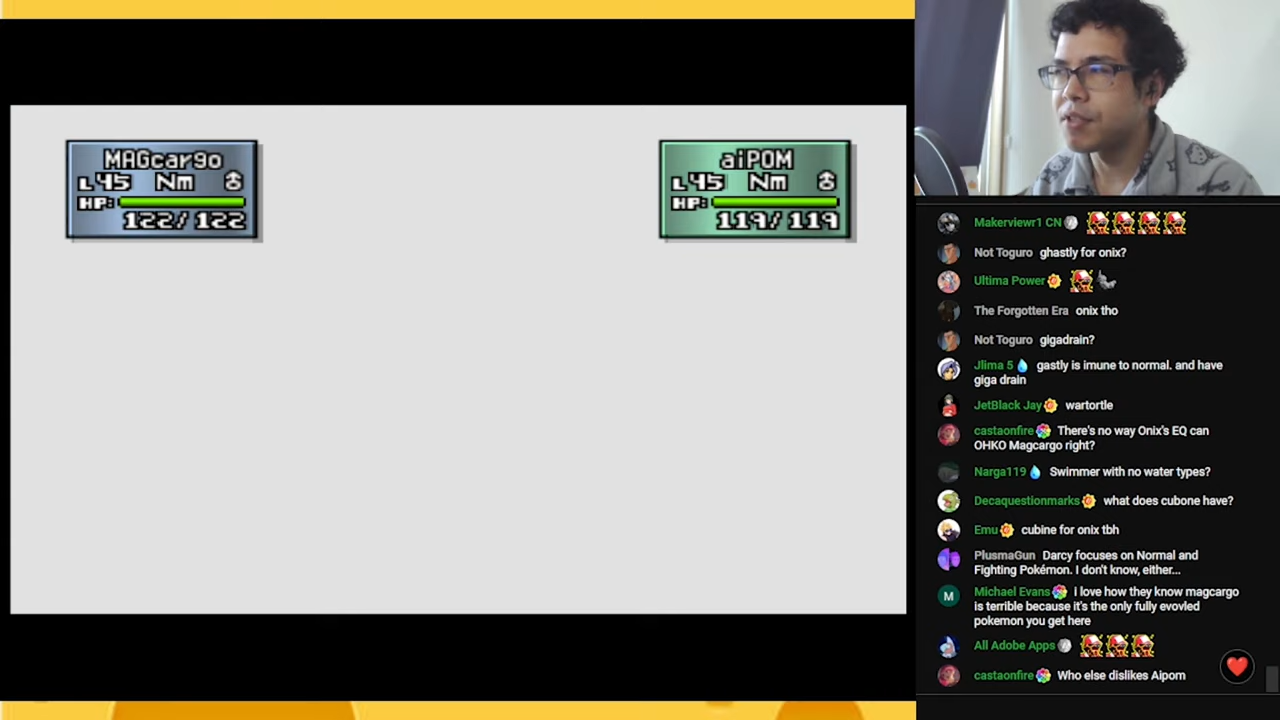 MAGcargo
L45 Nm
HP:
122/ 122
aiPOM
L45 Nm
HP:
119/ 119
Makerviewr1 CN
Not Toguro ghastly for onix?
Ultima Power
The Forgotten Era onix tho
Not Toguro gigadrain?
Jlima 5 gastly is imune to normal. and have
giga drain
JetBlack Jay wartortle
castaonfire There's no way Onix's EQ can
OHKO Magcargo right?
Narga119 Swimmer with no water types?
Decaquestionmarks what does cubone have?
Emu cubine for onix tbh
PlusmaGun Darcy focuses on Normal and
Fighting Pokémon. I don't know, either...
M
Michael Evans i love how they know magcargo
is terrible because it's the only fully evovled
pokemon you get here
All Adobe Apps
castaonfire Who else dislikes Aipom